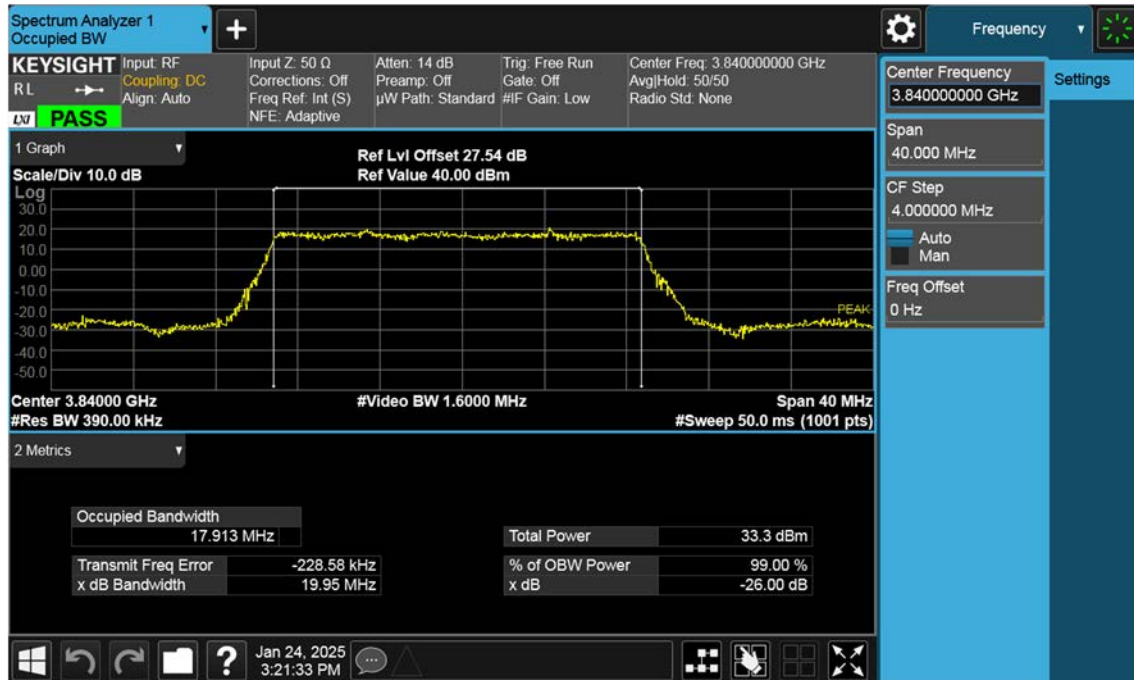 Spectrum Analyzer 1
Occupied BW
+
Frequency
KEYSIGHT
R L
LXI
PASS
Input: RF
Coupling: DC
Align: Auto
Input Z: 50 Ω
Corrections: Off
Freq Ref: Int (S)
NFE: Adaptive
Atten: 14 dB
Preamp: Off
µW Path: Standard
Trig: Free Run
Gate: Off
#IF Gain: Low
Center Freq: 3.840000000 GHz
Avg|Hold: 50/50
Radio Std: None
1 Graph
Scale/Div 10.0 dB
Ref Lvl Offset 27.54 dB
Ref Value 40.00 dBm
Log
30.0
20.0
10.0
0.00
-10.0
-20.0
-30.0
-40.0
-50.0
PEAK
Center 3.84000 GHz
#Res BW 390.00 kHz
#Video BW 1.6000 MHz
Span 40 MHz
#Sweep 50.0 ms (1001 pts)
2 Metrics
Occupied Bandwidth
17.913 MHz
Total Power 33.3 dBm
Transmit Freq Error -228.58 kHz
% of OBW Power 99.00 %
x dB Bandwidth 19.95 MHz
x dB -26.00 dB
?
Jan 24, 2025
3:21:33 PM
Center Frequency
3.840000000 GHz
Settings
Span
40.000 MHz
CF Step
4.000000 MHz
Auto
Man
Freq Offset
0 Hz